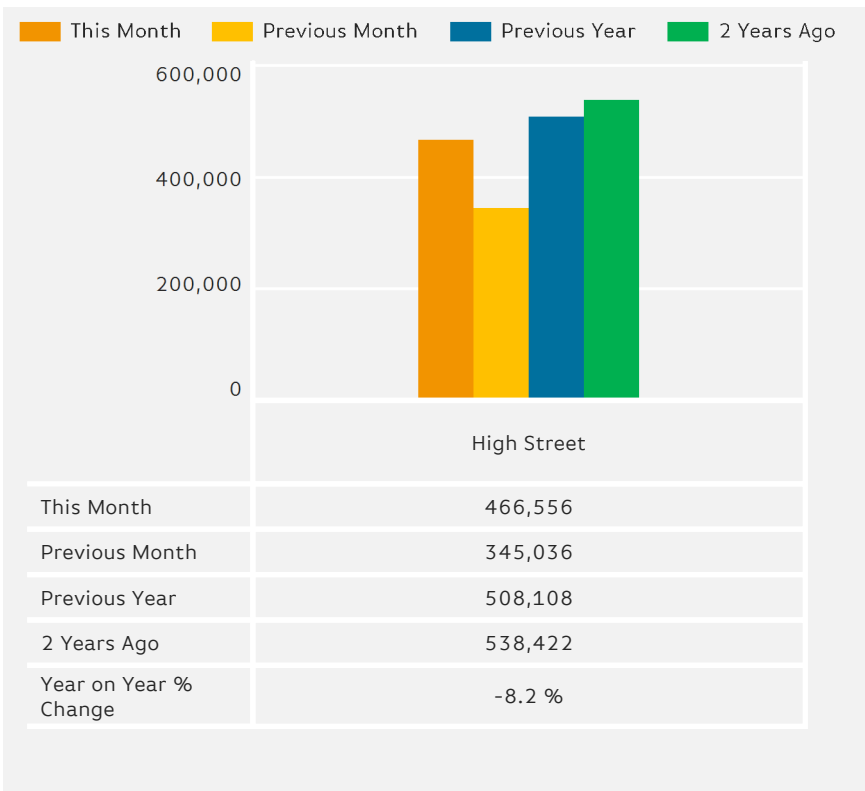 This Month Previous Month Previous Year 2 Years Ago
600,000
400,000
200,000
0
High Street
This Month 466,556
Previous Month 345,036
Previous Year 508,108
2 Years Ago 538,422
Year on Year %
Change
-8.2 %